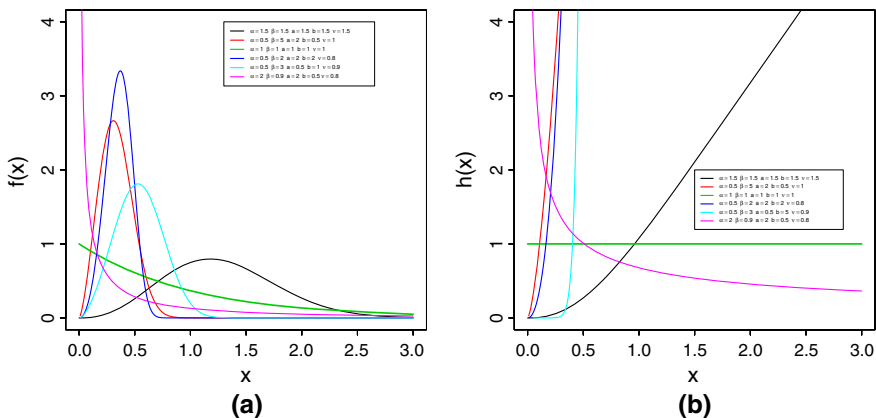 f(x)
4
3
2
1
0
α=1.5 β=1.5 a=1.5 b=1.5 ν=1.5
α=0.5 β=5 a=2 b=0.5 ν=1
α=1 β=1 a=1 b=1 ν=1
α=0.5 β=2 a=2 b=2 ν=0.8
α=0.5 β=3 a=0.5 b=1 ν=0.9
α=2 β=0.9 a=2 b=0.5 ν=0.8
0.0 0.5 1.0 1.5 2.0 2.5 3.0
x
(a)
h(x)
4
3
2
1
0
α=1.5 β=1.5 a=1.5 b=1.5 ν=1.5
α=0.5 β=5 a=2 b=0.5 ν=1
α=1 β=1 a=1 b=1 ν=1
α=0.5 β=2 a=2 b=2 ν=0.8
α=0.5 β=3 a=0.5 b=5 ν=0.9
α=2 β=0.9 a=2 b=0.5 ν=0.8
0.0 0.5 1.0 1.5 2.0 2.5 3.0
x
(b)